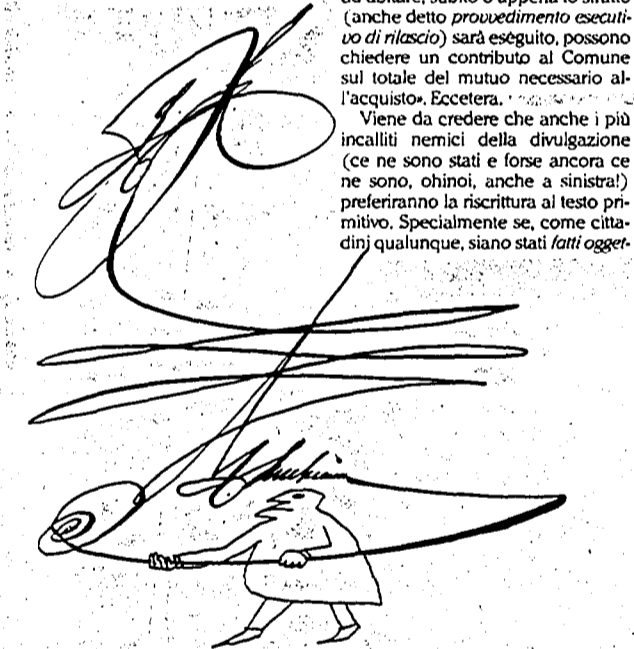 (anche detto provvedimento esecuti-
vo di rilascio) sarà eseguito, possono
chiedere un contributo al Comune
sul totale del mutuo necessario al-
l'acquisto». Eccetera.
Viene da credere che anche i più
incalliti nemici della divulgazione
(ce ne sono stati e forse ancora ce
ne sono, ohinoi, anche a sinistra!)
preferiranno la riscrittura al testo pri-
mitivo. Specialmente se, come citta-
dini qualunque, siano stati fatti ogget-